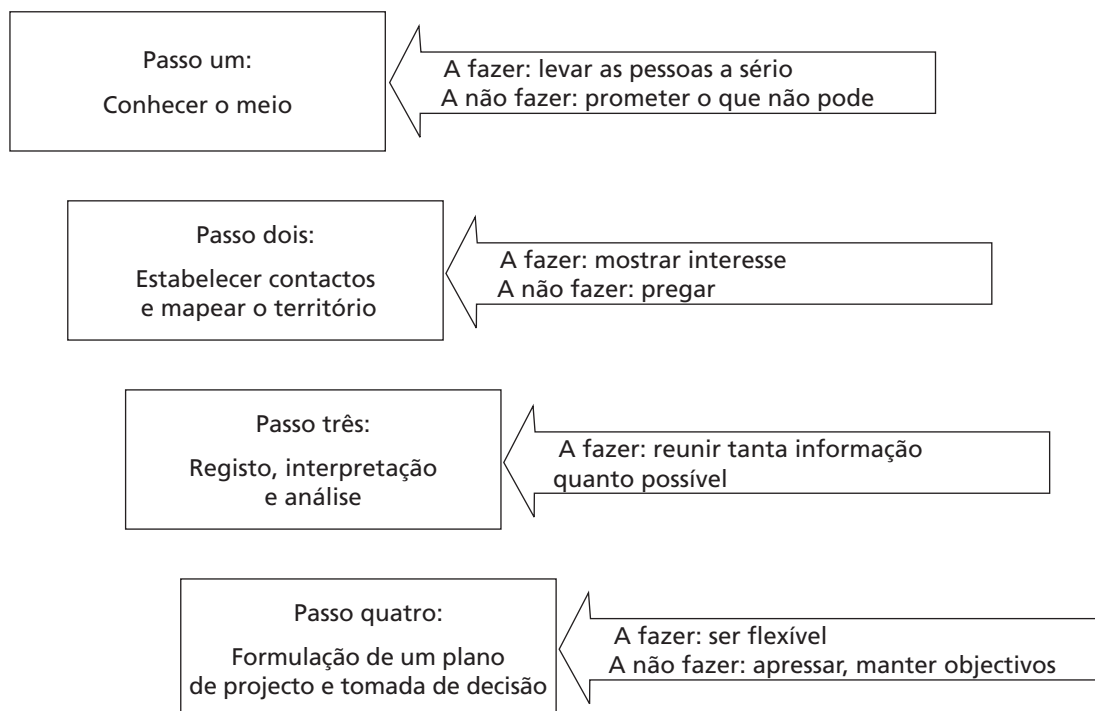 Passo um:
Conhecer o meio
A fazer: levar as pessoas a sério
A não fazer: prometer o que não pode
Passo dois:
Estabelecer contactos
e mapear o território
A fazer: mostrar interesse
A não fazer: pregar
Passo três:
Registo, interpretação
e análise
A fazer: reunir tanta informação
quanto possível
Passo quatro:
Formulação de um plano
de projecto e tomada de decisão
A fazer: ser flexível
A não fazer: apressar, manter objectivos